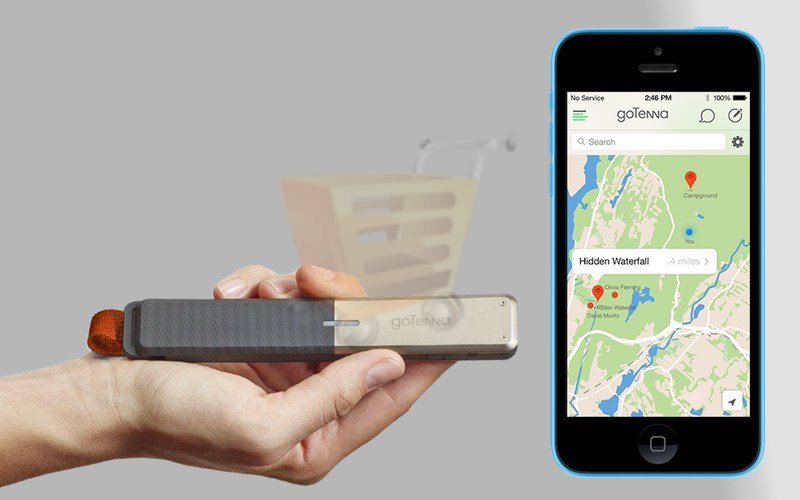 goTenna
No Service 2:46 PM 100%
goTenna
Search
Campground
You
Hidden Waterfall .4 miles
Olivia Fleming
Hidden Waterfall
David Moritz